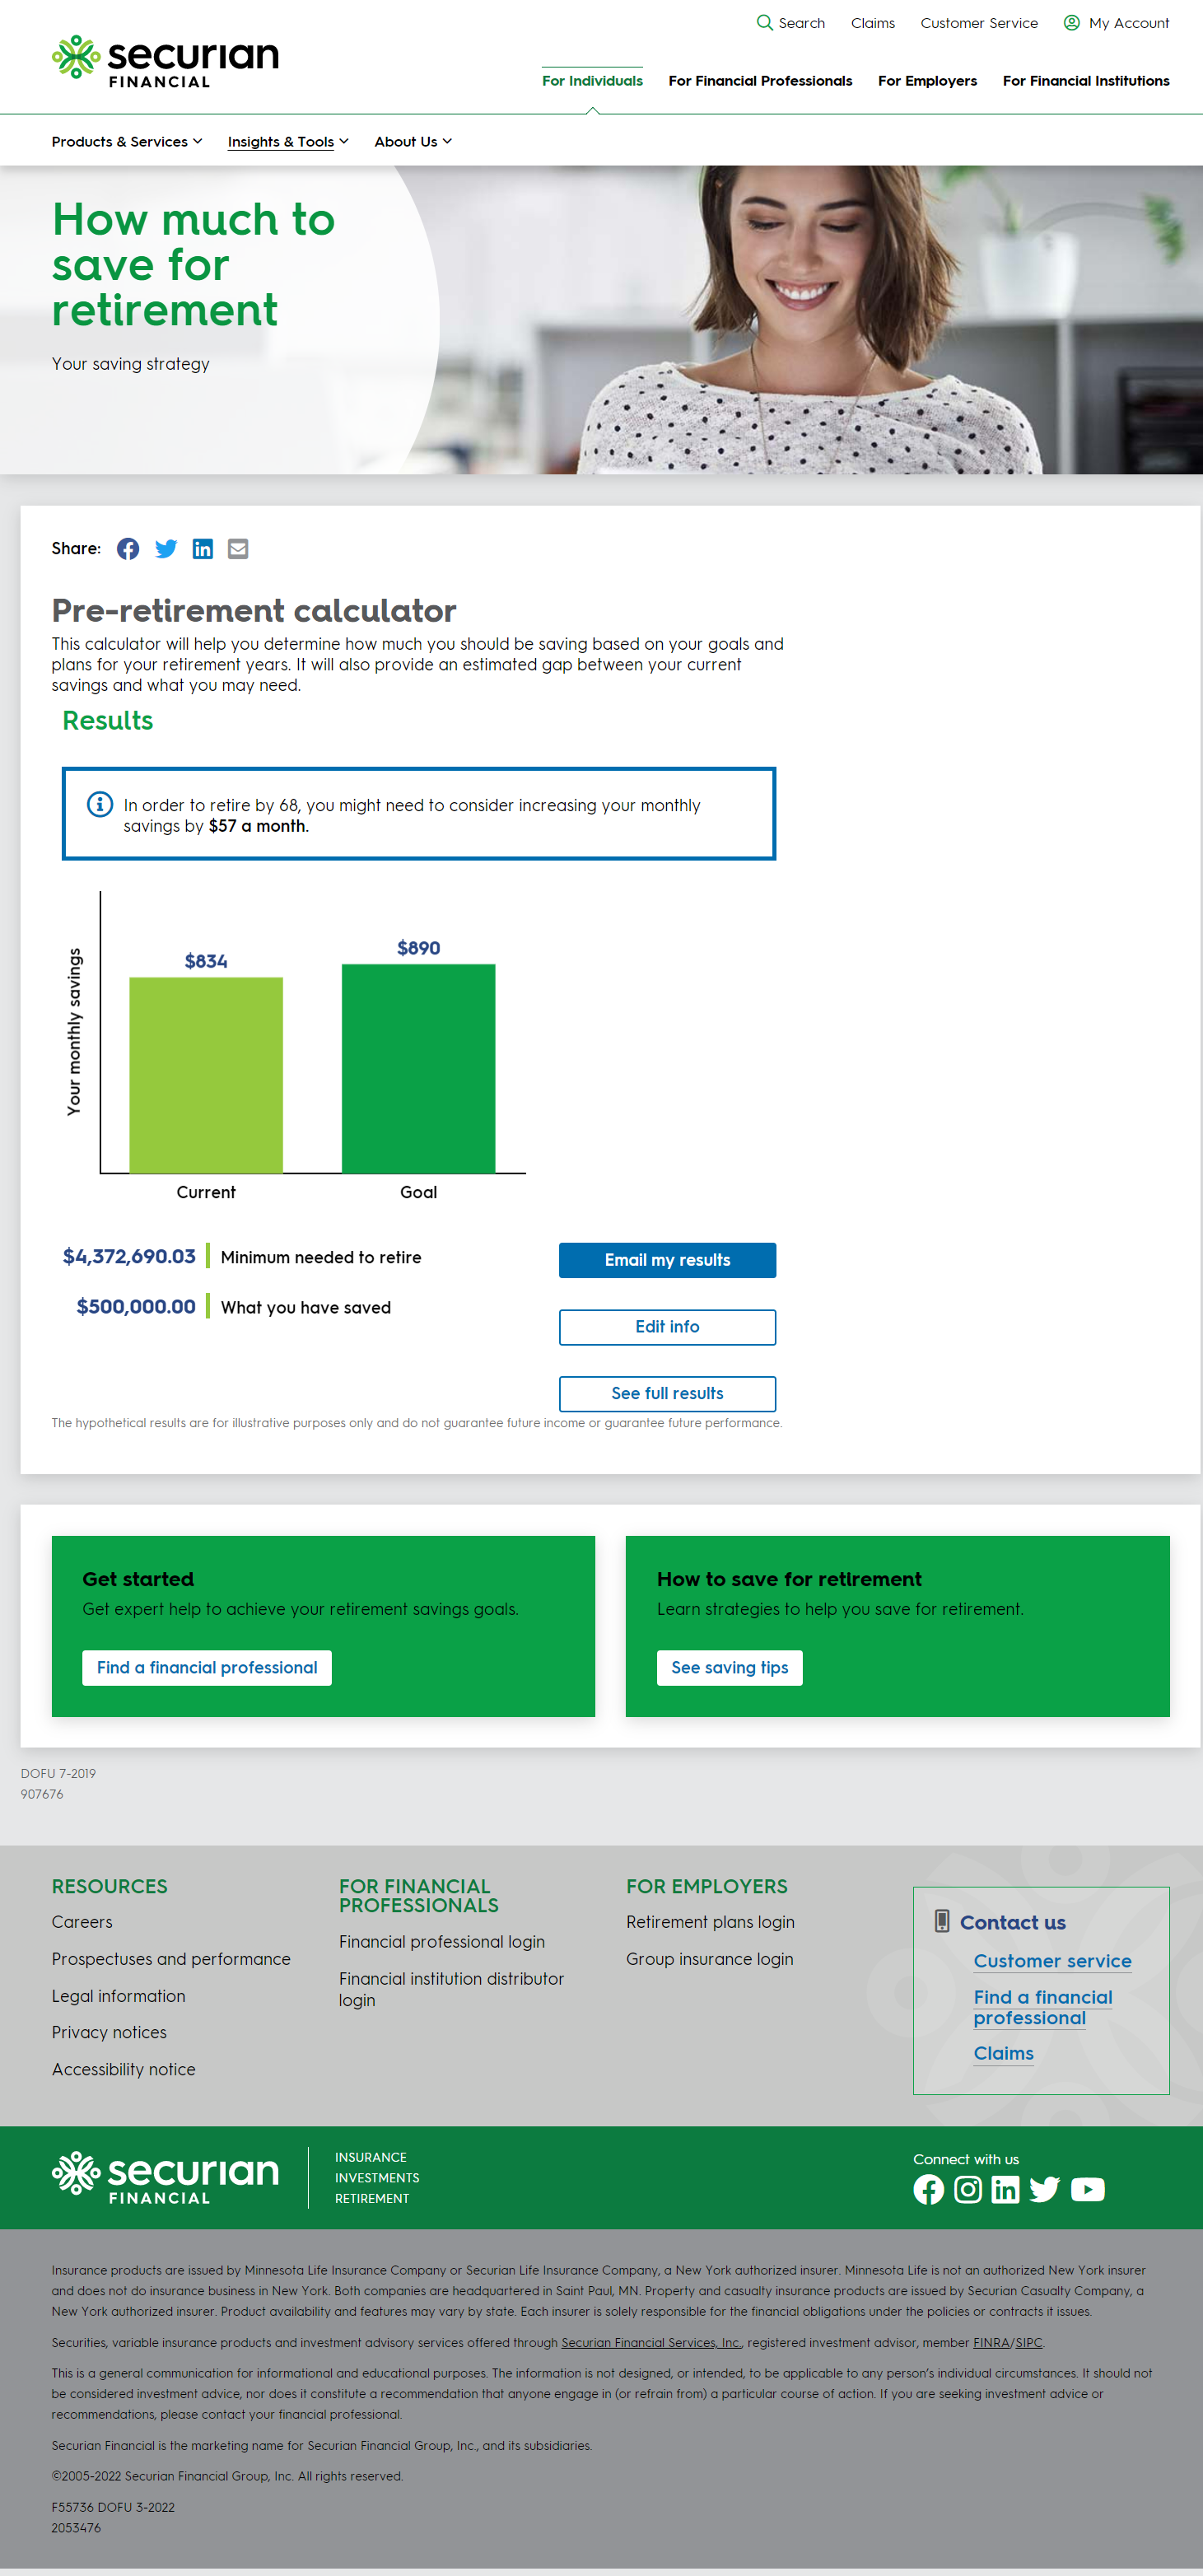 Search
Claims
Customer Service
My Account
securian
FINANCIAL
For Individuals
For Financial Professionals
For Employers
For Financial Institutions
Products & Services
Insights & Tools
About Us
How much to
save for
retirement
Your saving strategy
Share:
Pre-retirement calculator
This calculator will help you determine how much you should be saving based on your goals and
plans for your retirement years. It will also provide an estimated gap between your current
savings and what you may need.
Results
In order to retire by 68, you might need to consider increasing your monthly
savings by $57 a month.
Your monthly savings
$834
$890
Current
Goal
$4,372,690.03
Minimum needed to retire
$500,000.00
What you have saved
Email my results
Edit info
See full results
The hypothetical results are for illustrative purposes only and do not guarantee future income or guarantee future performance.
Get started
Get expert help to achieve your retirement savings goals.
Find a financial professional
How to save for retirement
Learn strategies to help you save for retirement.
See saving tips
DOFU 7-2019
907676
RESOURCES
Careers
Prospectuses and performance
Legal information
Privacy notices
Accessibility notice
FOR FINANCIAL
PROFESSIONALS
Financial professional login
Financial institution distributor
login
FOR EMPLOYERS
Retirement plans login
Group insurance login
Contact us
Customer service
Find a financial
professional
Claims
securian
FINANCIAL
INSURANCE
INVESTMENTS
RETIREMENT
Connect with us
Insurance products are issued by Minnesota Life Insurance Company or Securian Life Insurance Company, a New York authorized insurer. Minnesota Life is not an authorized New York insurer
and does not do insurance business in New York. Both companies are headquartered in Saint Paul, MN. Property and casualty insurance products are issued by Securian Casualty Company, a
New York authorized insurer. Product availability and features may vary by state. Each insurer is solely responsible for the financial obligations under the policies or contracts it issues.
Securities, variable insurance products and investment advisory services offered through Securian Financial Services, Inc., registered investment advisor, member FINRA/SIPC.
This is a general communication for informational and educational purposes. The information is not designed, or intended, to be applicable to any person's individual circumstances. It should not
be considered investment advice, nor does it constitute a recommendation that anyone engage in (or refrain from) a particular course of action. If you are seeking investment advice or
recommendations, please contact your financial professional.
Securian Financial is the marketing name for Securian Financial Group, Inc., and its subsidiaries.
©2005-2022 Securian Financial Group, Inc. All rights reserved.
F55736 DOFU 3-2022
2053476